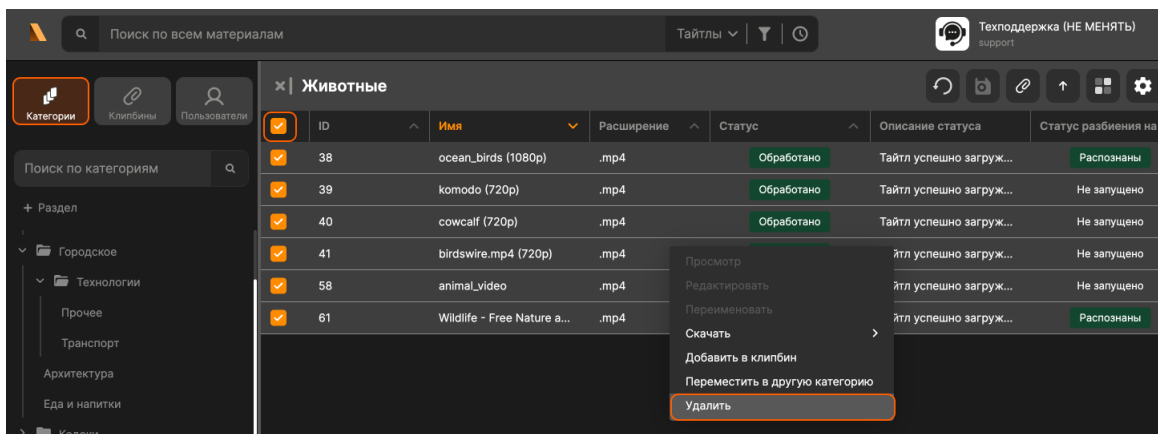 Поиск по всем материалам
Тайтлы
Техподдержка (НЕ МЕНЯТЬ)
support
Категории
Клипбины
Пользователи
Поиск по категориям
+ Раздел
Городское
Технологии
Прочее
Транспорт
Архитектура
Еда и напитки
Животные
ID Имя Расширение Статус Описание статуса Статус разбиения на
38 ocean_birds (1080p) .mp4 Обработано Тайтл успешно загруж... Распознаны
39 komodo (720p) .mp4 Обработано Тайтл успешно загруж... Не запущено
40 cowcalf (720p) .mp4 Обработано Тайтл успешно загруж... Не запущено
41 birdswire.mp4 (720p) .mp4 йтл успешно загруж... Не запущено
58 animal_video .mp4 йтл успешно загруж... Не запущено
61 Wildlife - Free Nature a... .mp4 йтл успешно загруж... Распознаны
Просмотр
Редактировать
Переименовать
Скачать
Добавить в клипбин
Переместить в другую категорию
Удалить